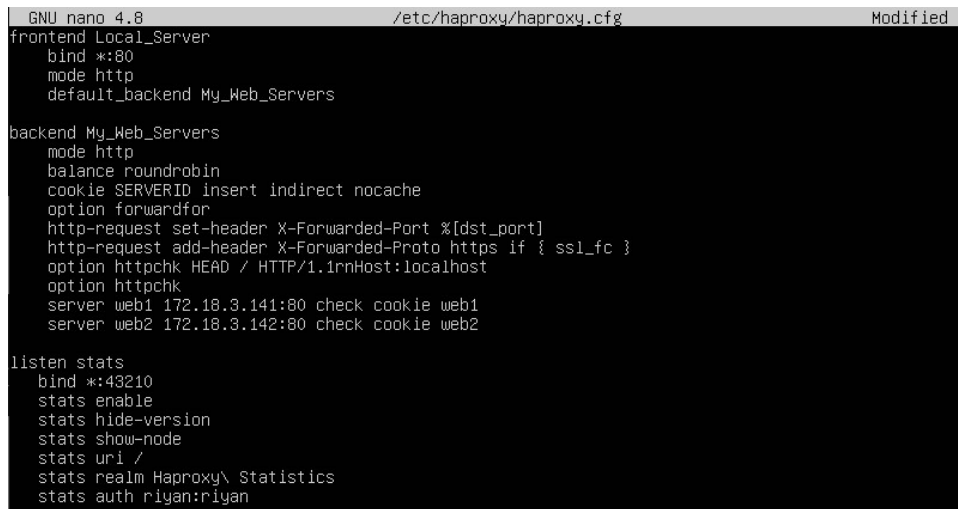 GNU nano 4.8 /etc/haproxy/haproxy.cfg Modified
frontend Local_Server
bind *:80
mode http
default_backend My_Web_Servers
backend My_Web_Servers
mode http
balance roundrobin
cookie SERVERID insert indirect nocache
option forwardfor
http-request set-header X-Forwarded-Port %[dst_port]
http-request add-header X-Forwarded-Proto https if { ssl_fc }
option httpchk HEAD / HTTP/1.1rnHost:localhost
option httpchk
server web1 172.18.3.141:80 check cookie web1
server web2 172.18.3.142:80 check cookie web2
listen stats
bind *:43210
stats enable
stats hide-version
stats show-node
stats uri /
stats realm Haproxy\ Statistics
stats auth riyan:riyan